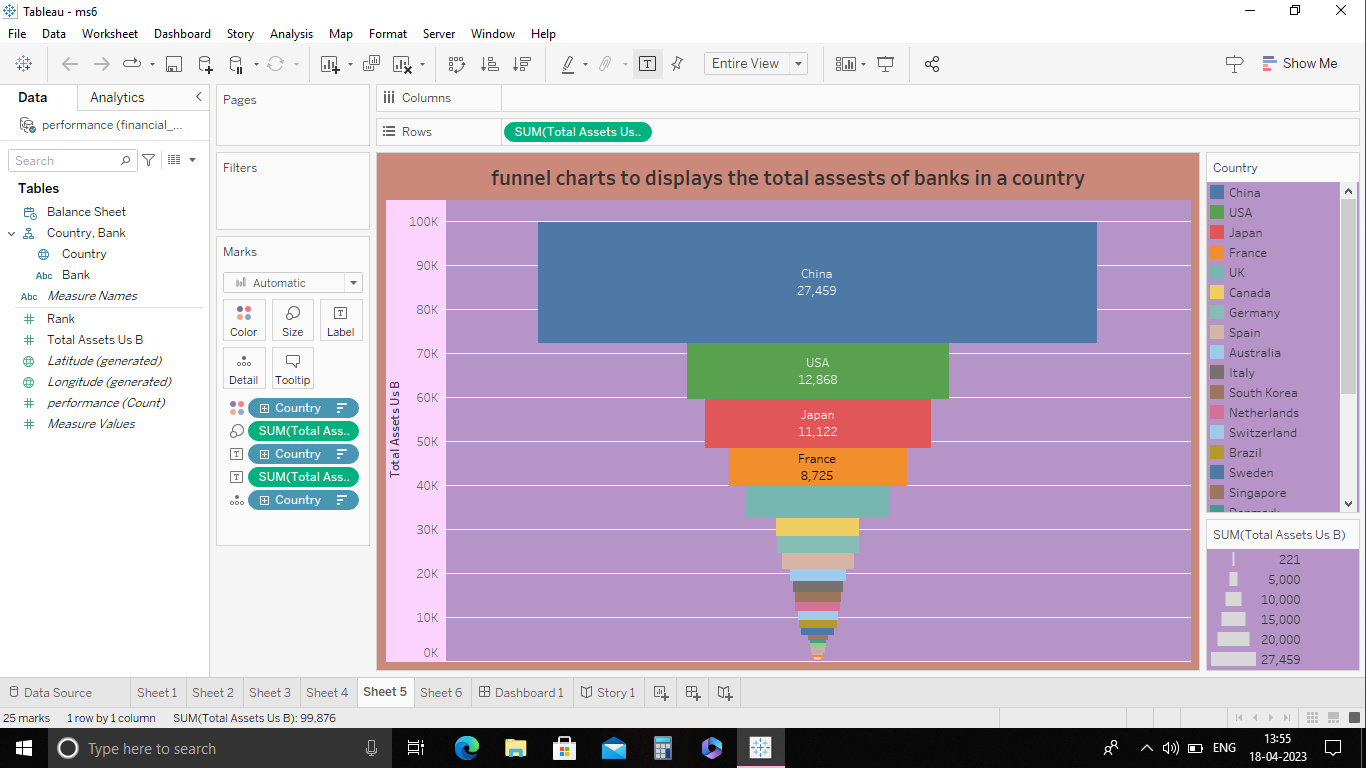 Tableau - ms6
File Data Worksheet Dashboard Story Analysis Map Format Server Window Help
Entire View
Show Me
Data Analytics
performance (financial_...
Search
Tables
Balance Sheet
Country, Bank
Country
Abc Bank
Abc Measure Names
Rank
Total Assets Us B
Latitude (generated)
Longitude (generated)
performance (Count)
Measure Values
Pages
Filters
Marks
Automatic
Color Size Label
Detail Tooltip
Country
SUM(Total Ass..
Country
SUM(Total Ass..
Country
Columns
Rows SUM(Total Assets Us..
funnel charts to displays the total assests of banks in a country
Total Assets Us B
100K
90K
80K
70K
60K
50K
40K
30K
20K
10K
0K
China
27,459
USA
12,868
Japan
11,122
France
8,725
Country
China
USA
Japan
France
UK
Canada
Germany
Spain
Australia
Italy
South Korea
Netherlands
Switzerland
Brazil
Sweden
Singapore
Denmark
SUM(Total Assets Us B)
221
5,000
10,000
15,000
20,000
27,459
Data Source Sheet 1 Sheet 2 Sheet 3 Sheet 4 Sheet 5 Sheet 6 Dashboard 1 Story 1
25 marks 1 row by 1 column SUM(Total Assets Us B): 99,876
Type here to search
ENG
13:55
18-04-2023